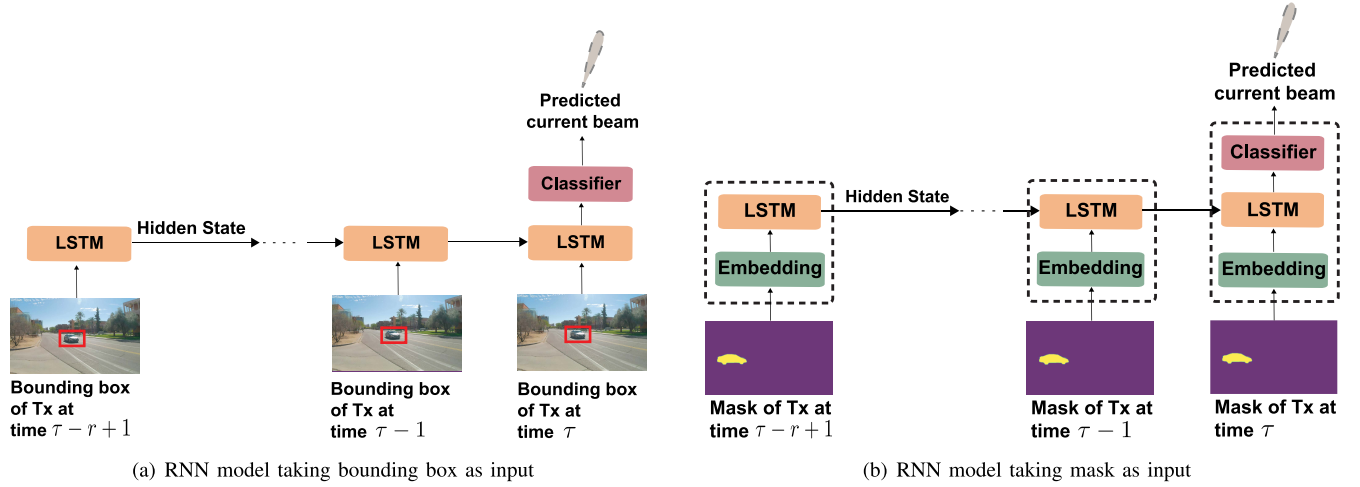 Predicted
current beam
Classifier
LSTM
Hidden State
LSTM
LSTM
Bounding box
of Tx at
time τ − r + 1
Bounding box
of Tx at
time τ − 1
Bounding box
of Tx at
time τ
(a) RNN model taking bounding box as input
Predicted
current beam
Classifier
LSTM
Hidden State
LSTM
LSTM
Embedding
Embedding
Embedding
Mask of Tx at
time τ − r + 1
Mask of Tx at
time τ − 1
Mask of Tx at
time τ
(b) RNN model taking mask as input